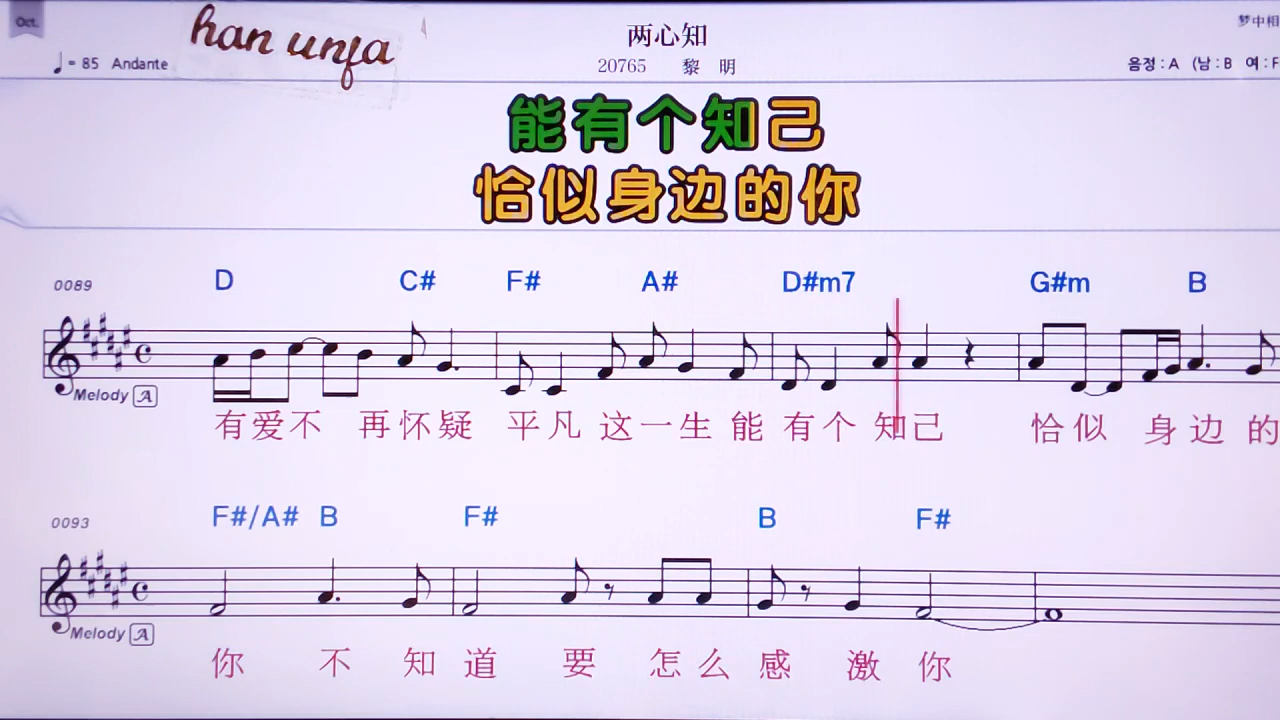 Oct.
han unfa
两心知
梦中相
♩= 85 Andante
20765 黎 明
음정 : A (남 : B 여 : F
能有个知己
恰似身边的你
0089
D C# F# A# D#m7 G#m B
Melody A
有爱不 再怀疑 平凡 这一生 能 有个 知己 恰似 身边 的
0093
F#/A# B F# B F#
Melody A
你 不 知 道 要 怎么 感 激 你